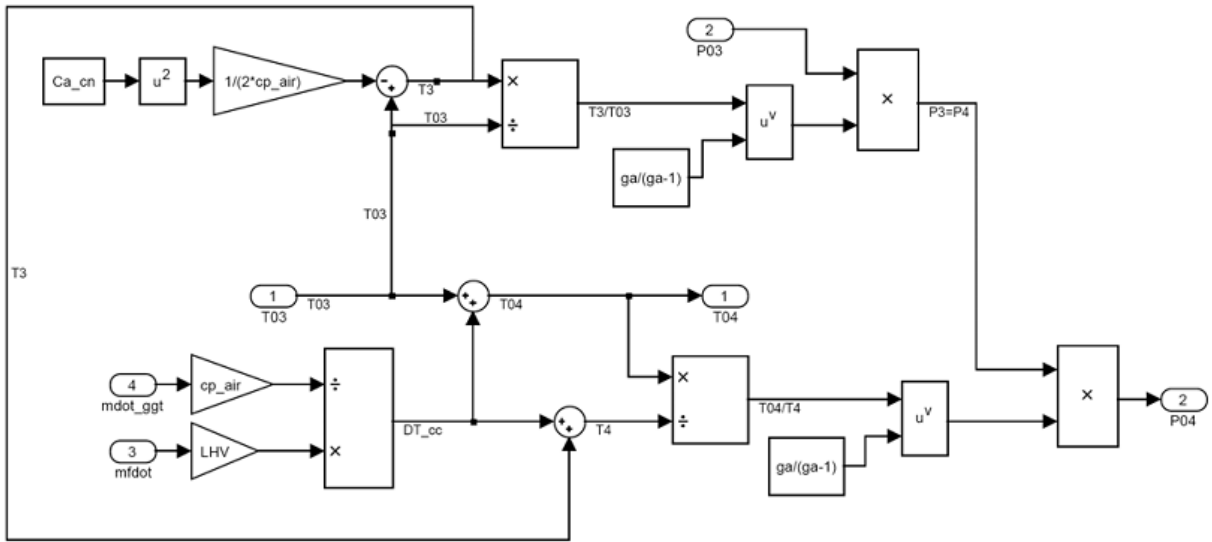 2
P03
Ca_cn
u2
1/(2*cp_air)
-
+
T3
×
÷
T03
T3/T03
uv
×
P3=P4
ga/(ga-1)
T03
T3
1
T03
T03
+
+
T04
1
T04
4
mdot_ggt
cp_air
÷
×
DT_cc
3
mfdot
LHV
+
+
T4
×
÷
T04/T4
uv
ga/(ga-1)
×
2
P04